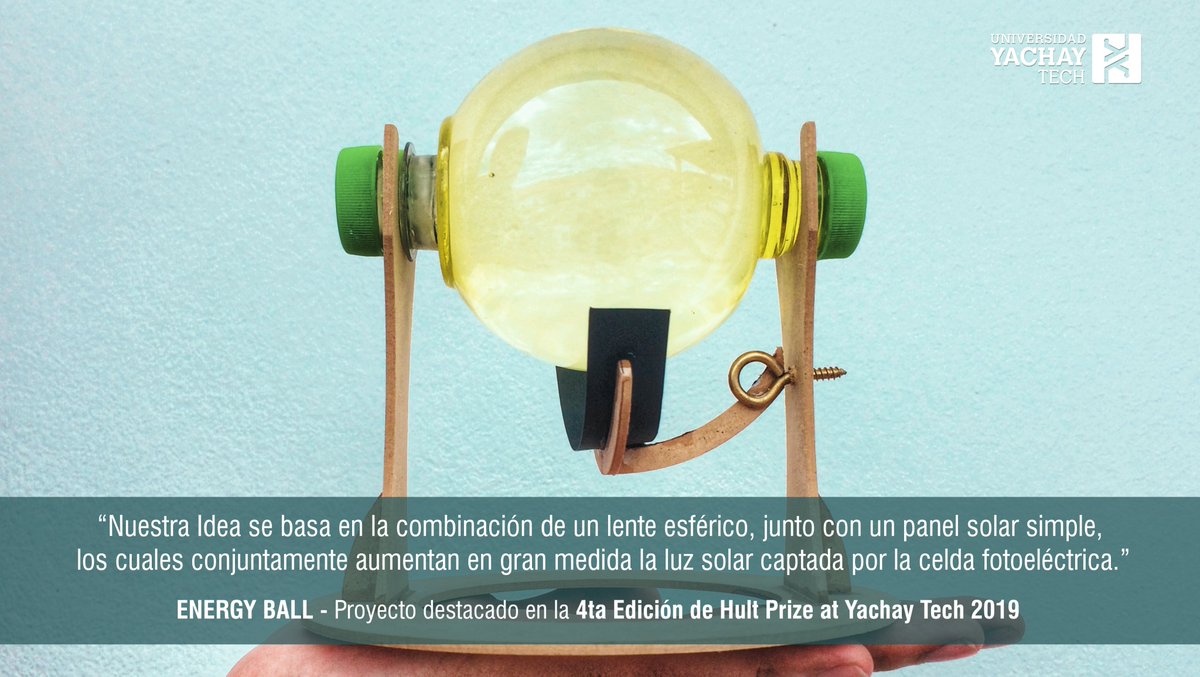 UNIVERSIDAD
YACHAY
TECH
“Nuestra Idea se basa en la combinación de un lente esférico, junto con un panel solar simple,
los cuales conjuntamente aumentan en gran medida la luz solar captada por la celda fotoeléctrica.”
ENERGY BALL - Proyecto destacado en la 4ta Edición de Hult Prize at Yachay Tech 2019